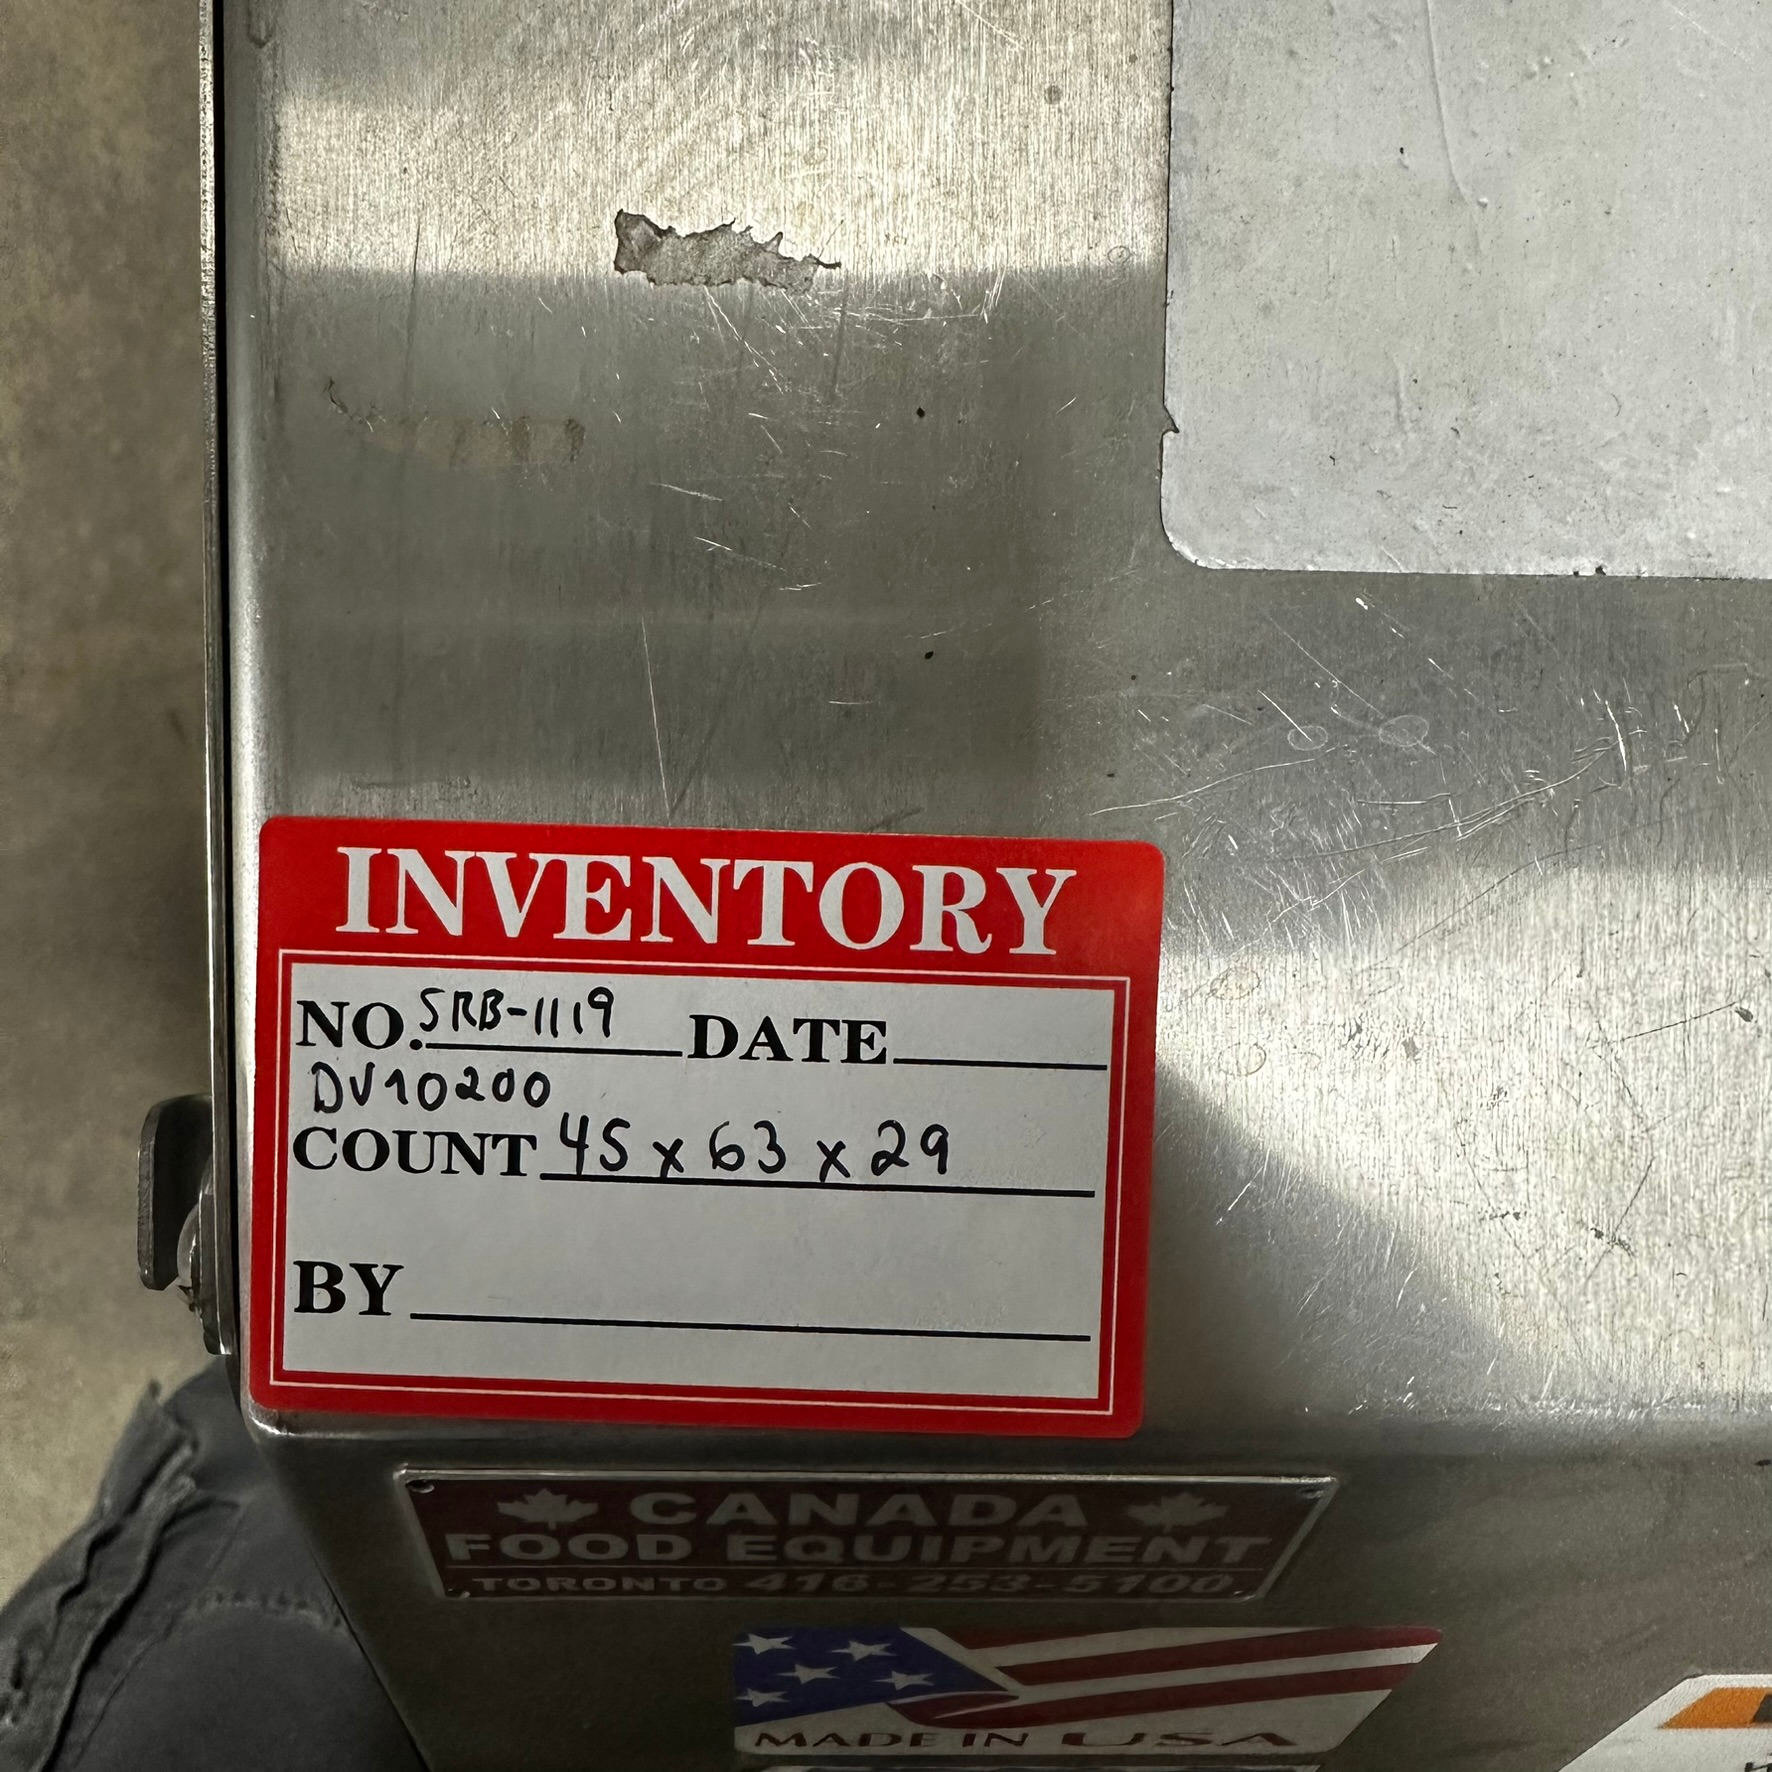 INVENTORY
NO. SRB-1119 DATE
DV10200
COUNT 45 x 63 x 29
BY
CANADA
FOOD EQUIPMENT
TORONTO 416-253-5100
MADE IN USA